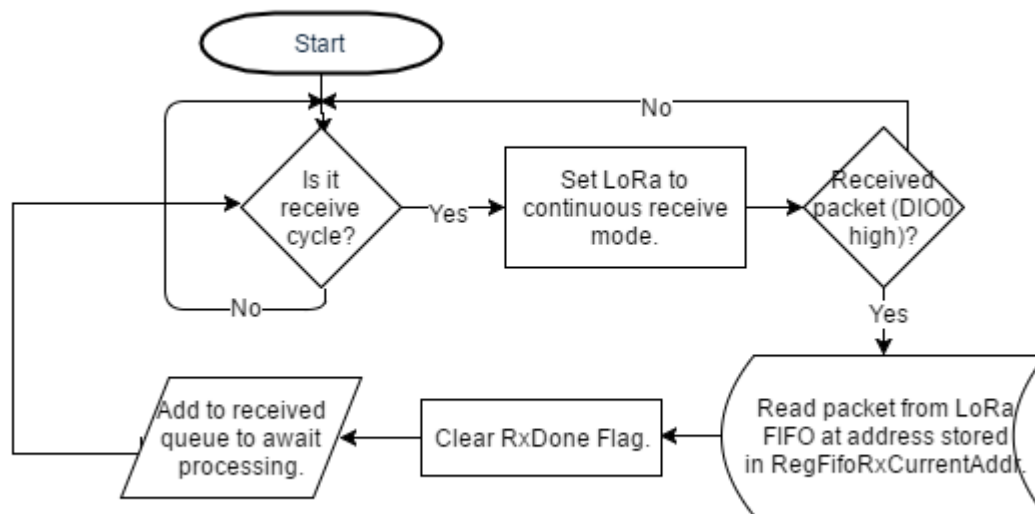 Start
No
Is it
receive
cycle?
Yes
Set LoRa to
continuous receive
mode.
Received
packet (DIO0
high)?
No
Yes
Read packet from LoRa
FIFO at address stored
in RegFifoRxCurrentAddr.
Clear RxDone Flag.
Add to received
queue to await
processing.